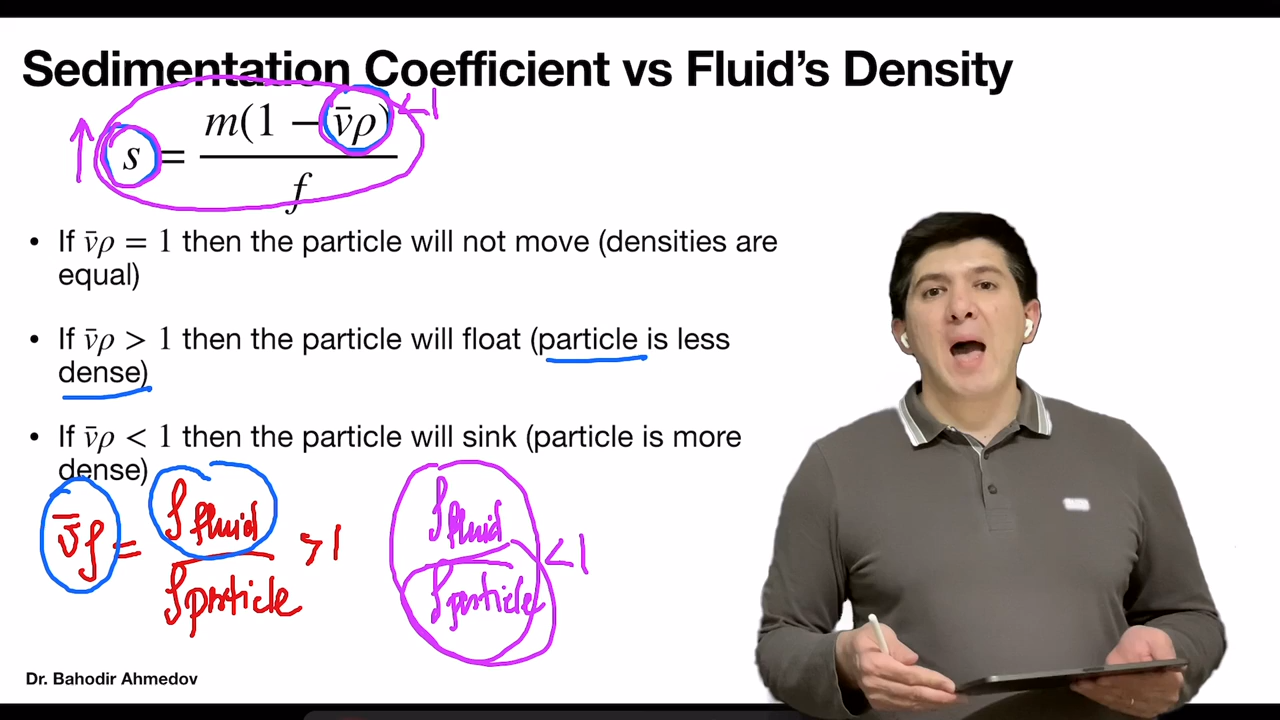 Sedimentation Coefficient vs Fluid's Density
s = m(1 − v̄ρ) / f
<1
• If v̄ρ = 1 then the particle will not move (densities are
equal)
• If v̄ρ > 1 then the particle will float (particle is less
dense)
• If v̄ρ < 1 then the particle will sink (particle is more
dense)
v̄ρ = ρfluid / ρparticle > 1
ρfluid / ρparticle < 1
Dr. Bahodir Ahmedov